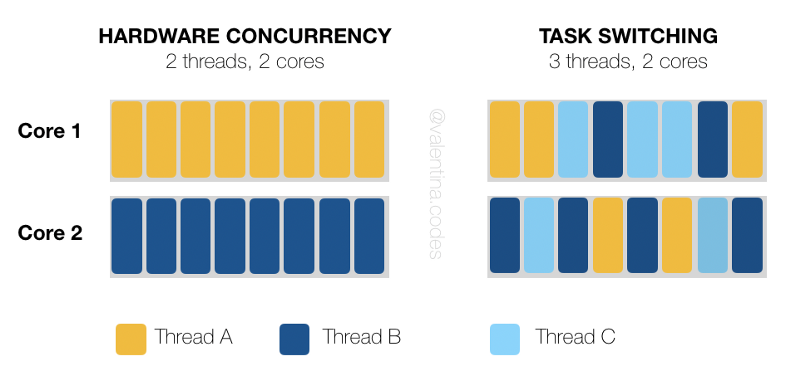 HARDWARE CONCURRENCY
2 threads, 2 cores
TASK SWITCHING
3 threads, 2 cores
Core 1
Core 2
@valentina.codes
Thread A
Thread B
Thread C